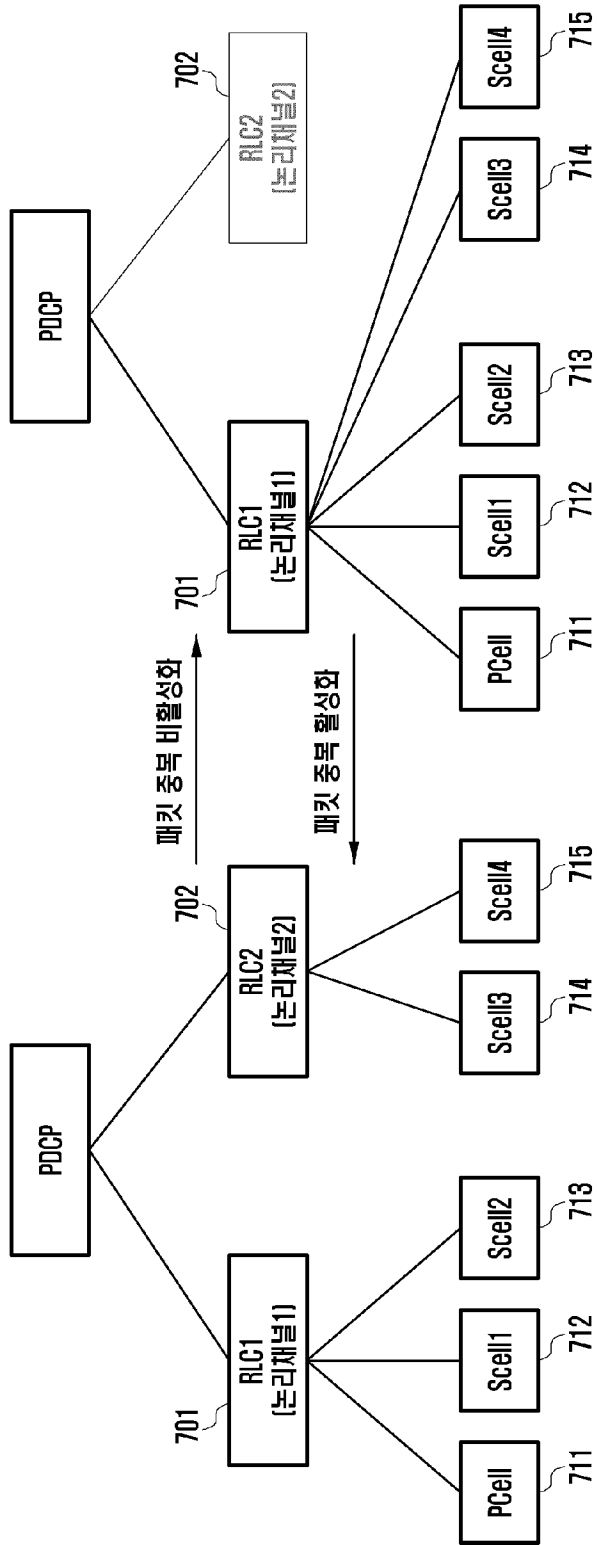 PDCP
701
RLC1
(논리채널1)
702
RLC2
(논리채널2)
PCell
Scell1
Scell2
Scell3
Scell4
711
712
713
714
715
패킷 중복 비활성화
패킷 중복 활성화
PDCP
701
RLC1
(논리채널1)
702
RLC2
(논리채널2)
PCell
Scell1
Scell2
Scell3
Scell4
711
712
713
714
715